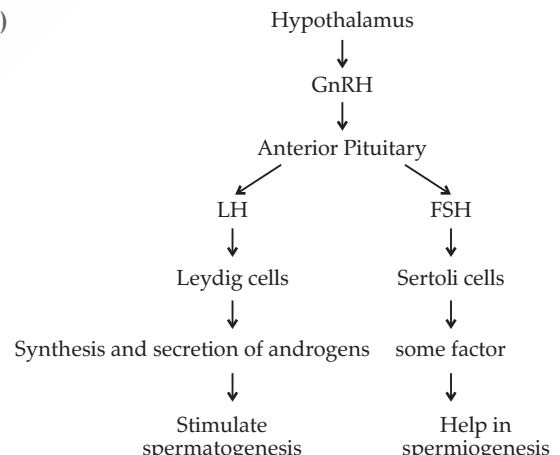 )
Hypothalamus
GnRH
Anterior Pituitary
LH FSH
Leydig cells Sertoli cells
Synthesis and secretion of androgens some factor
Stimulate Help in
spermatogenesis spermiogenesis